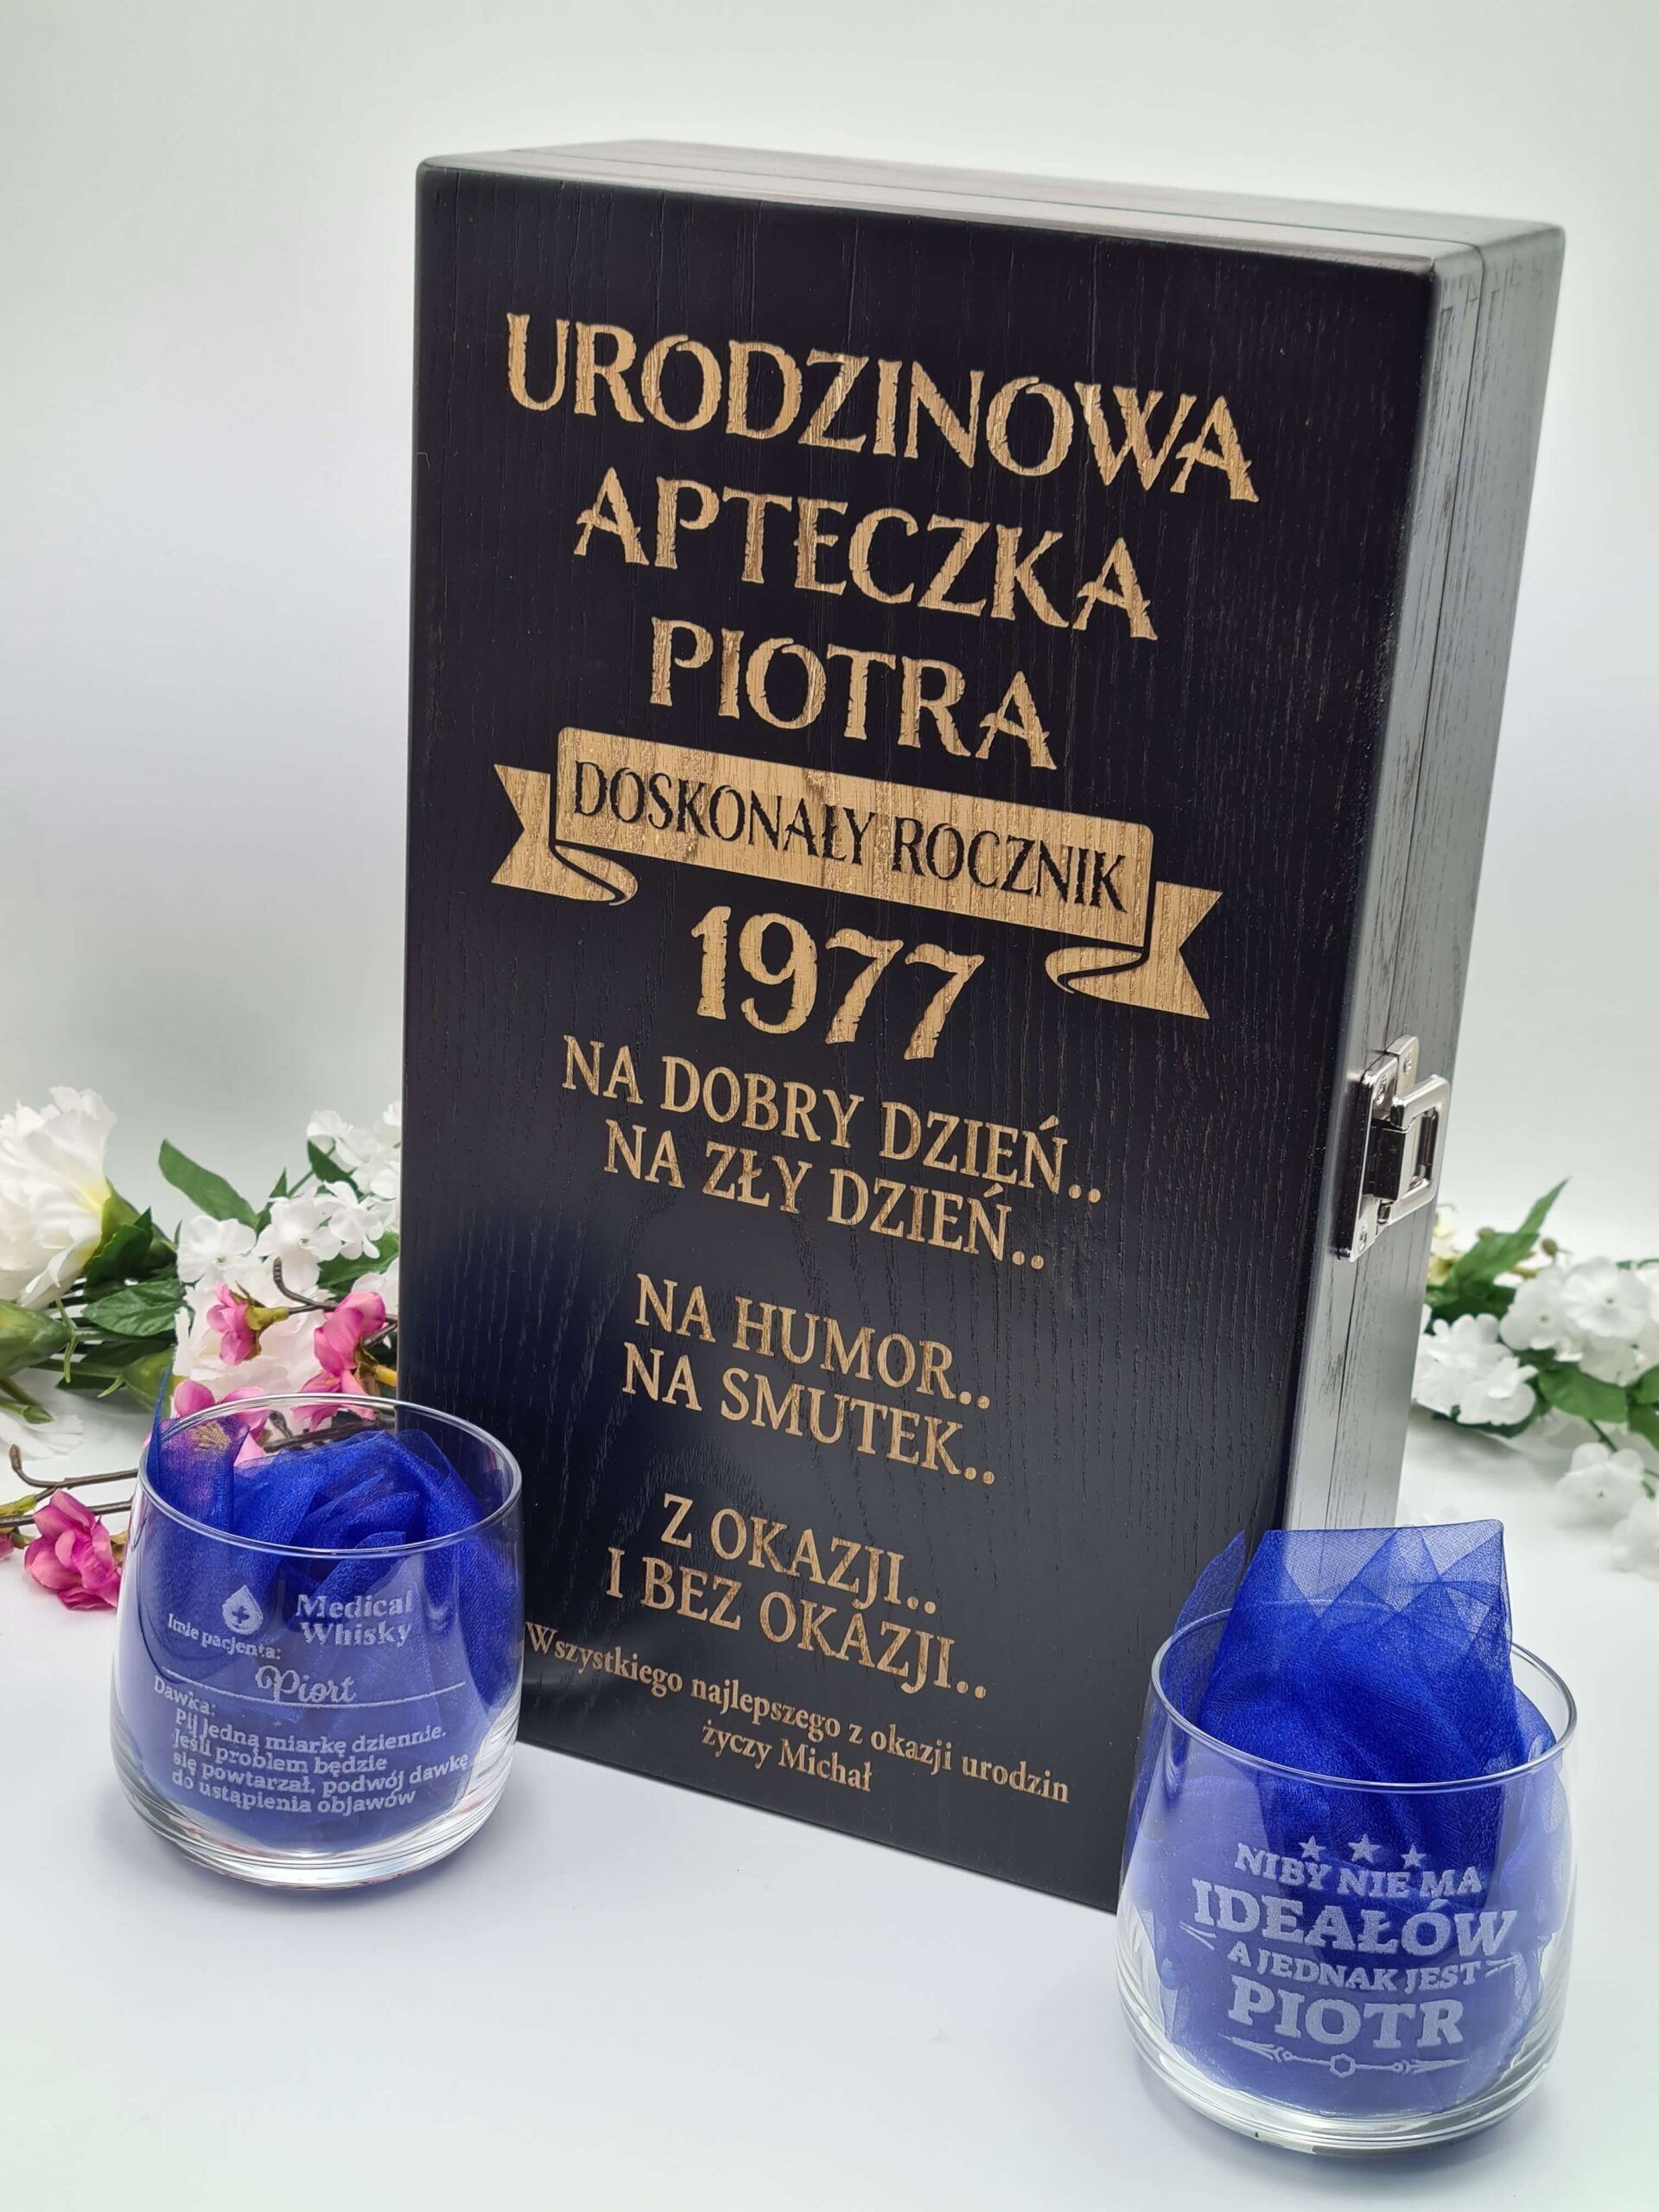 URODZINOWA
APTECZKA
PIOTRA
DOSKONAŁY ROCZNIK
1977
NA DOBRY DZIEŃ..
NA ZŁY DZIEŃ..
NA HUMOR..
NA SMUTEK..
Z OKAZJI..
I BEZ OKAZJI..
Wszystkiego najlepszego z okazji urodzin
życzy Michał
Medical
Whisky
Imię pacjenta:
Piort
Dawka:
Pij jedną miarkę dziennie.
Jeśli problem będzie
się powtarzał, podwój dawkę
do ustąpienia objawów
NIBY NIE MA
IDEAŁÓW
A JEDNAK JEST
PIOTR